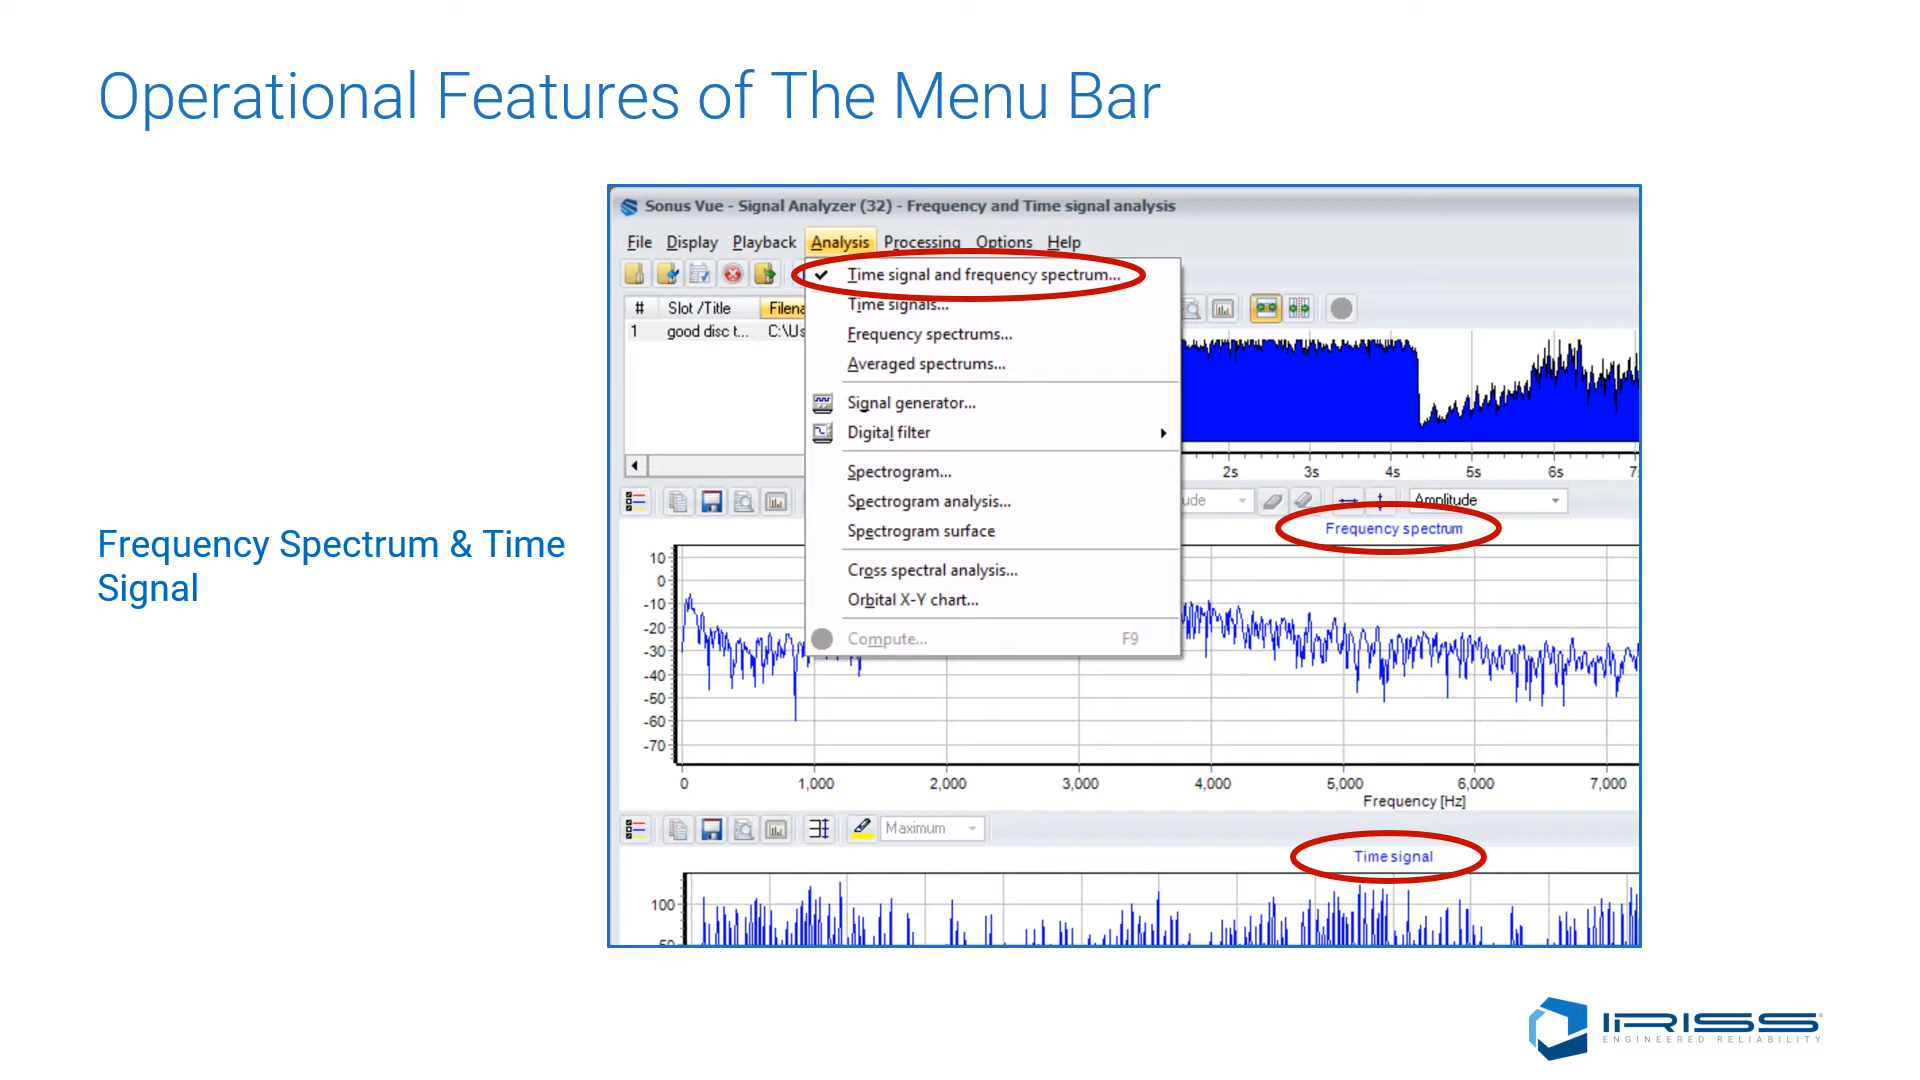 Operational Features of The Menu Bar
Frequency Spectrum & Time
Signal
Sonus Vue - Signal Analyzer (32) - Frequency and Time signal analysis
File Display Playback Analysis Processing Options Help
Time signal and frequency spectrum...
Time signals...
Frequency spectrums...
Averaged spectrums...
Signal generator...
Digital filter
Spectrogram...
Spectrogram analysis...
Spectrogram surface
Cross spectral analysis...
Orbital X-Y chart...
Compute... F9
# Slot /Title Filena
1 good disc t... C:\Us
2s 3s 4s 5s 6s 7s
ude Amplitude
Frequency spectrum
10
0
-10
-20
-30
-40
-50
-60
-70
0 1,000 2,000 3,000 4,000 5,000 6,000 7,000
Frequency [Hz]
Maximum
Time signal
100
50
IRISS
ENGINEERED RELIABILITY